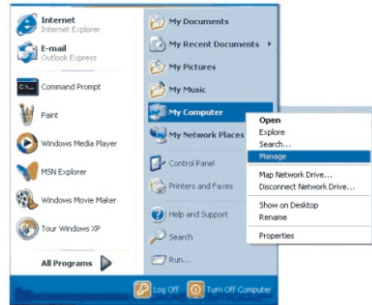 Internet
Internet Explorer
E-mail
Outlook Express
Command Prompt
Paint
Windows Media Player
MSN Explorer
Windows Movie Maker
Tour Windows XP
All Programs
My Documents
My Recent Documents
My Pictures
My Music
My Computer
My Network Places
Control Panel
Printers and Faxes
Help and Support
Search
Run...
Open
Explore
Search...
Manage
Map Network Drive...
Disconnect Network Drive...
Show on Desktop
Rename
Properties
Log Off
Turn Off Computer